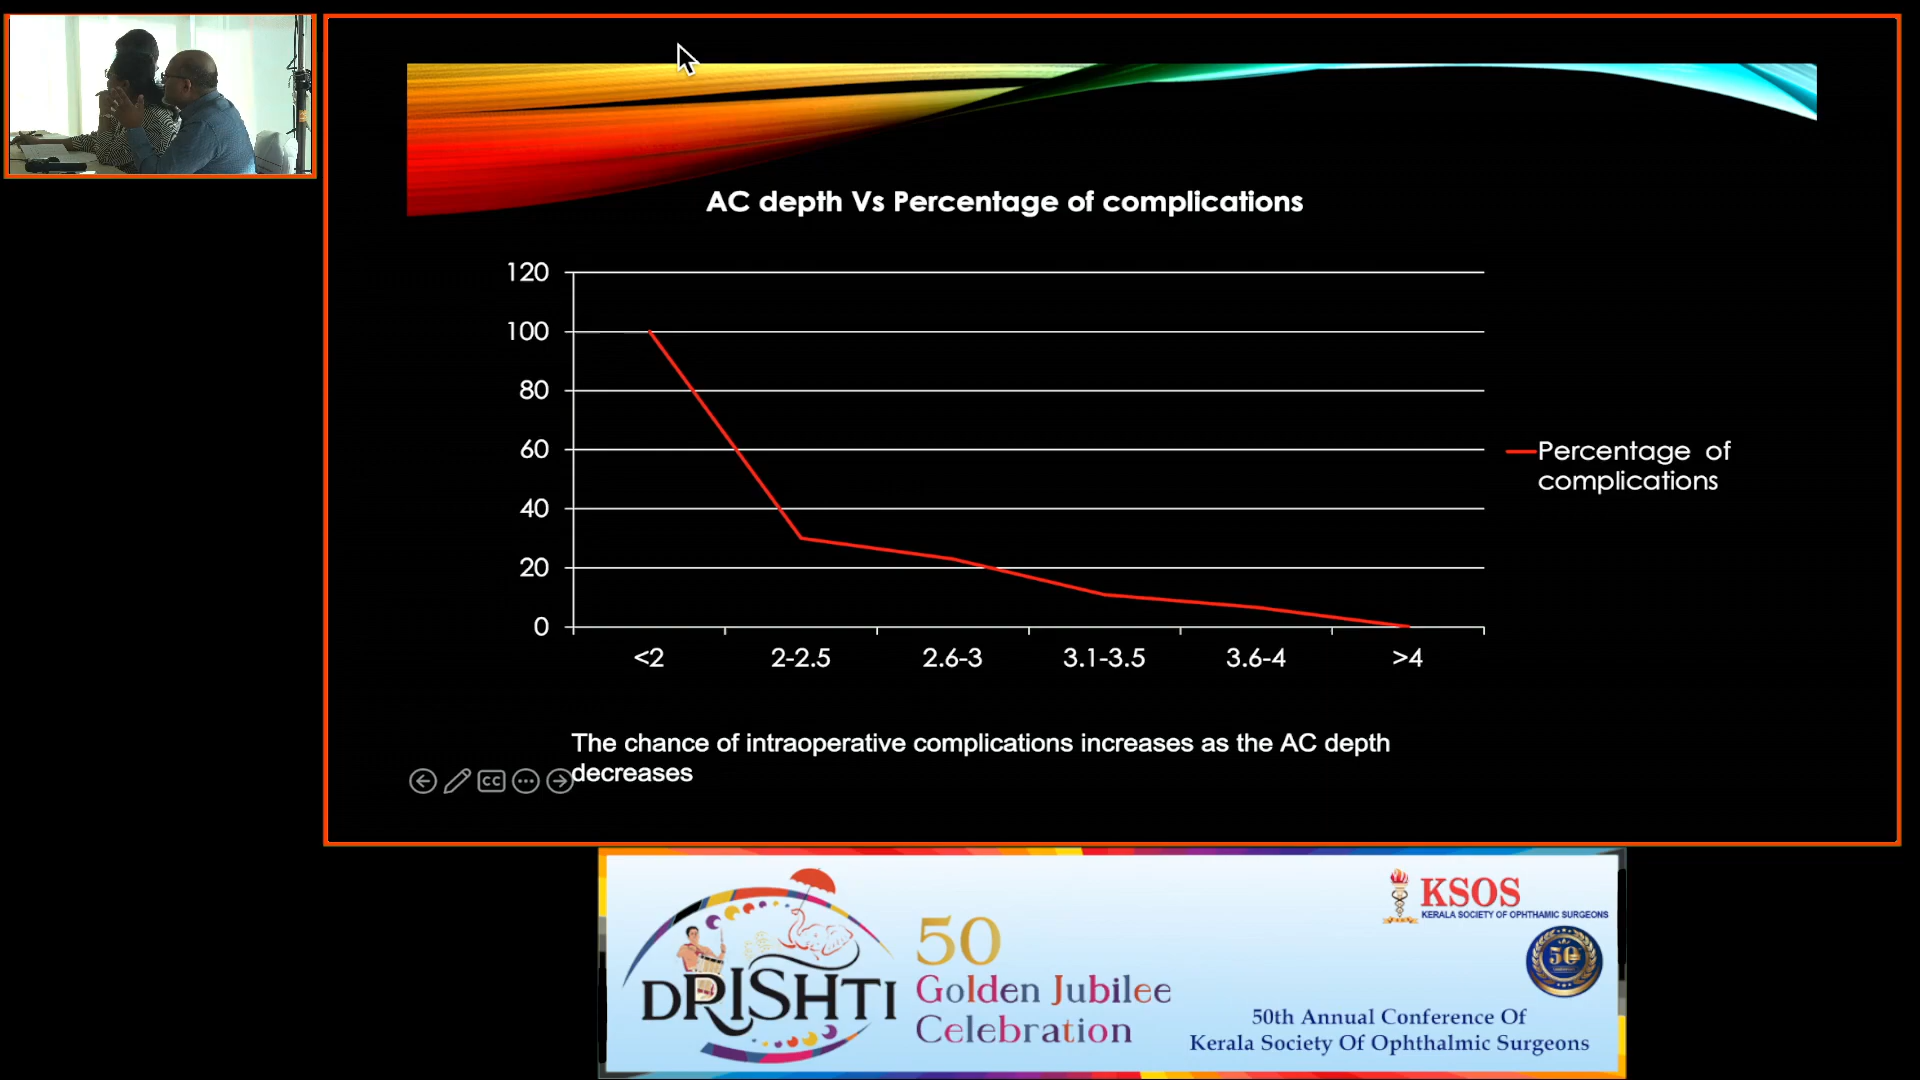 AC depth Vs Percentage of complications
120
100
80
60
40
20
0
<2 2-2.5 2.6-3 3.1-3.5 3.6-4 >4
Percentage of
complications
The chance of intraoperative complications increases as the AC depth
decreases
CC
DRISHTI
50
Golden Jubilee
Celebration
KSOS
KERALA SOCIETY OF OPHTHAMIC SURGEONS
50
50th Annual Conference Of
Kerala Society Of Ophthalmic Surgeons